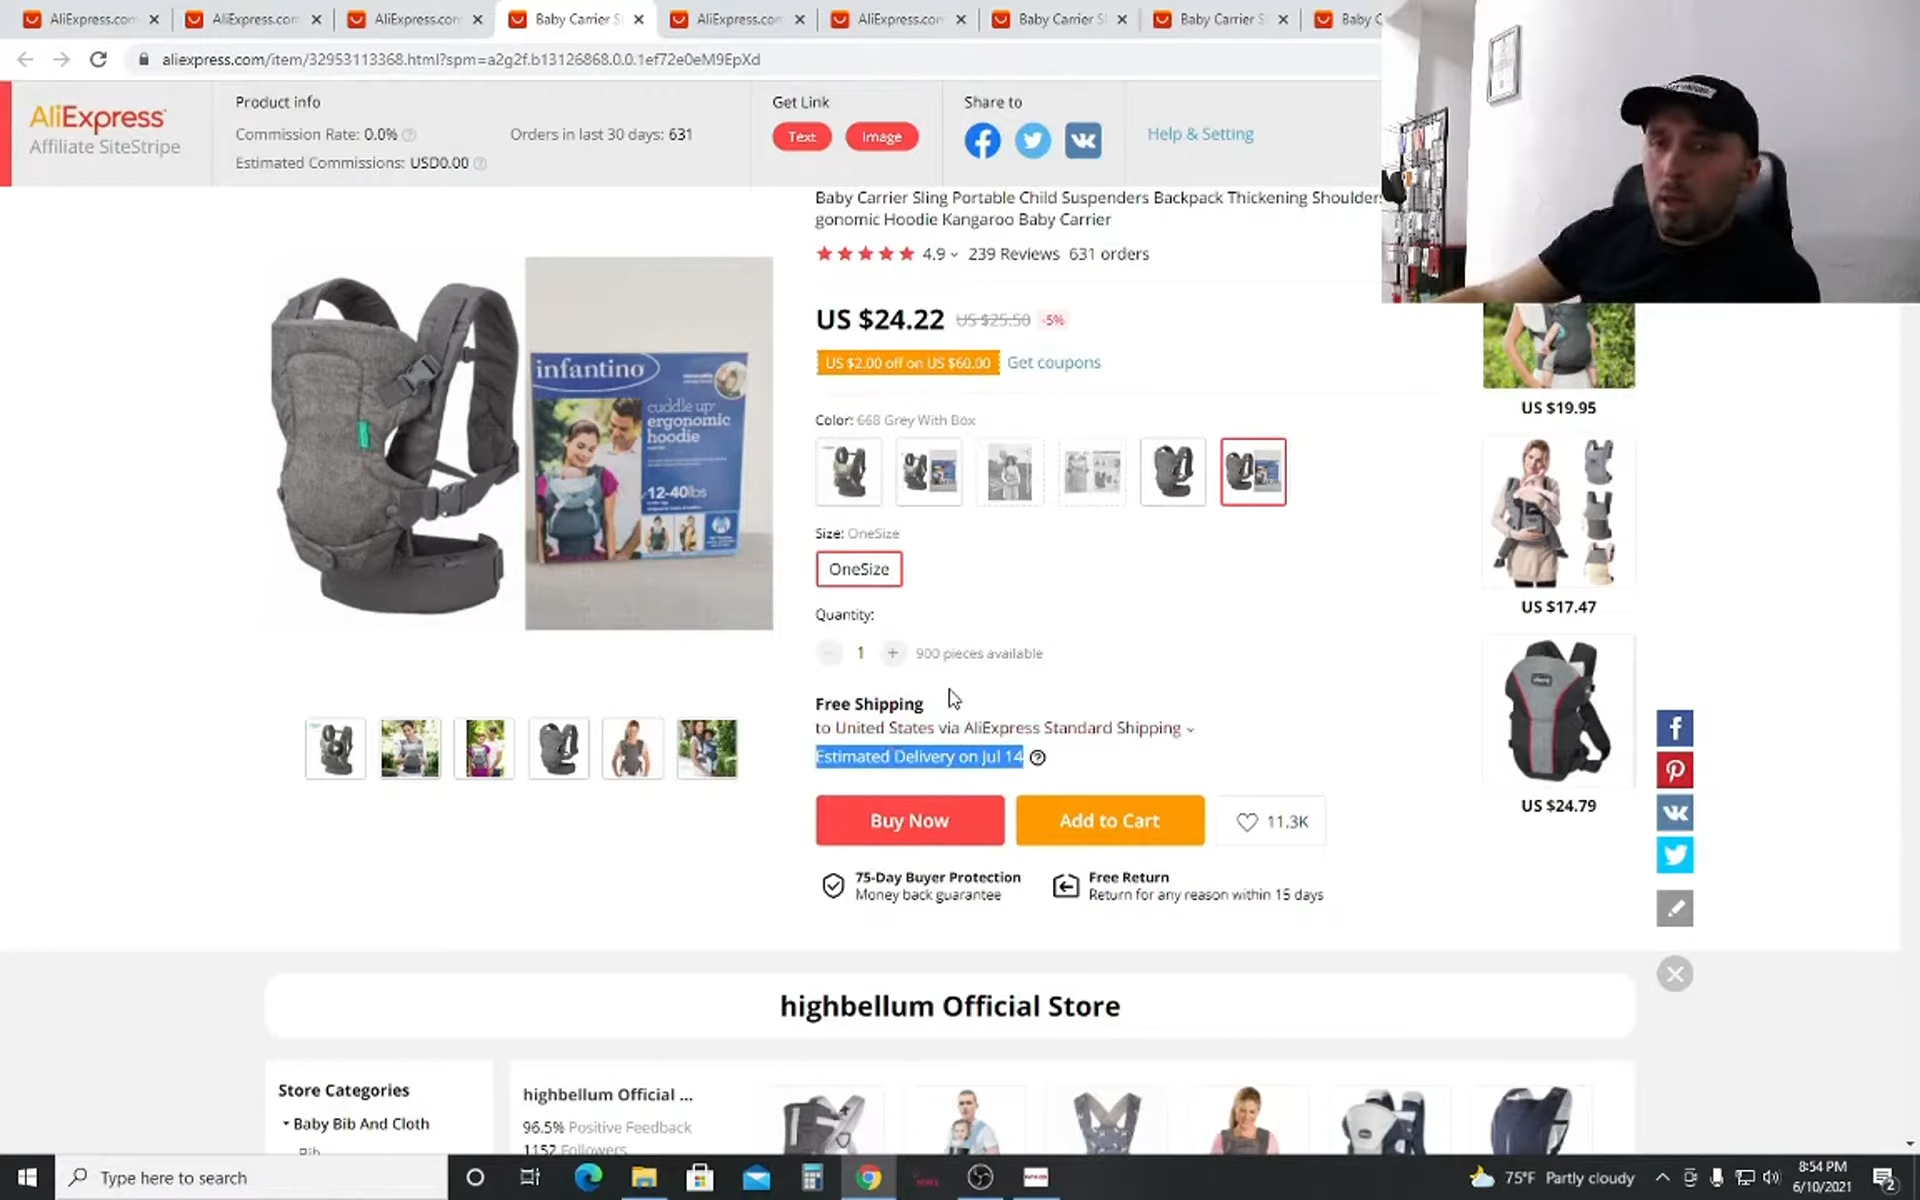 AliExpress.com
AliExpress.com
AliExpress.com
Baby Carrier S
AliExpress.com
AliExpress.com
Baby Carrier S
Baby Carrier S
Baby C
aliexpress.com/item/32953113368.html?spm=a2g2f.b13126868.0.0.1ef72e0eM9EpXd
AliExpress
Affiliate SiteStripe
Product info
Commission Rate: 0.0%
Estimated Commissions: USD0.00
Orders in last 30 days: 631
Get Link
Text
Image
Share to
Help & Setting
Baby Carrier Sling Portable Child Suspenders Backpack Thickening Shoulders
gonomic Hoodie Kangaroo Baby Carrier
4.9
239 Reviews
631 orders
US $24.22
US $25.50
-5%
US $2.00 off on US $60.00
Get coupons
Color: 668 Grey With Box
Size: OneSize
OneSize
Quantity:
1
900 pieces available
Free Shipping
to United States via AliExpress Standard Shipping
Estimated Delivery on Jul 14
Buy Now
Add to Cart
11.3K
75-Day Buyer Protection
Money back guarantee
Free Return
Return for any reason within 15 days
infantino
cuddle up
ergonomic
hoodie
12-40lbs
US $19.95
US $17.47
US $24.79
highbellum Official Store
Store Categories
Baby Bib And Cloth
Bib
highbellum Official ...
96.5% Positive Feedback
1152 Followers
Type here to search
75°F Partly cloudy
8:54 PM
6/10/2021
2